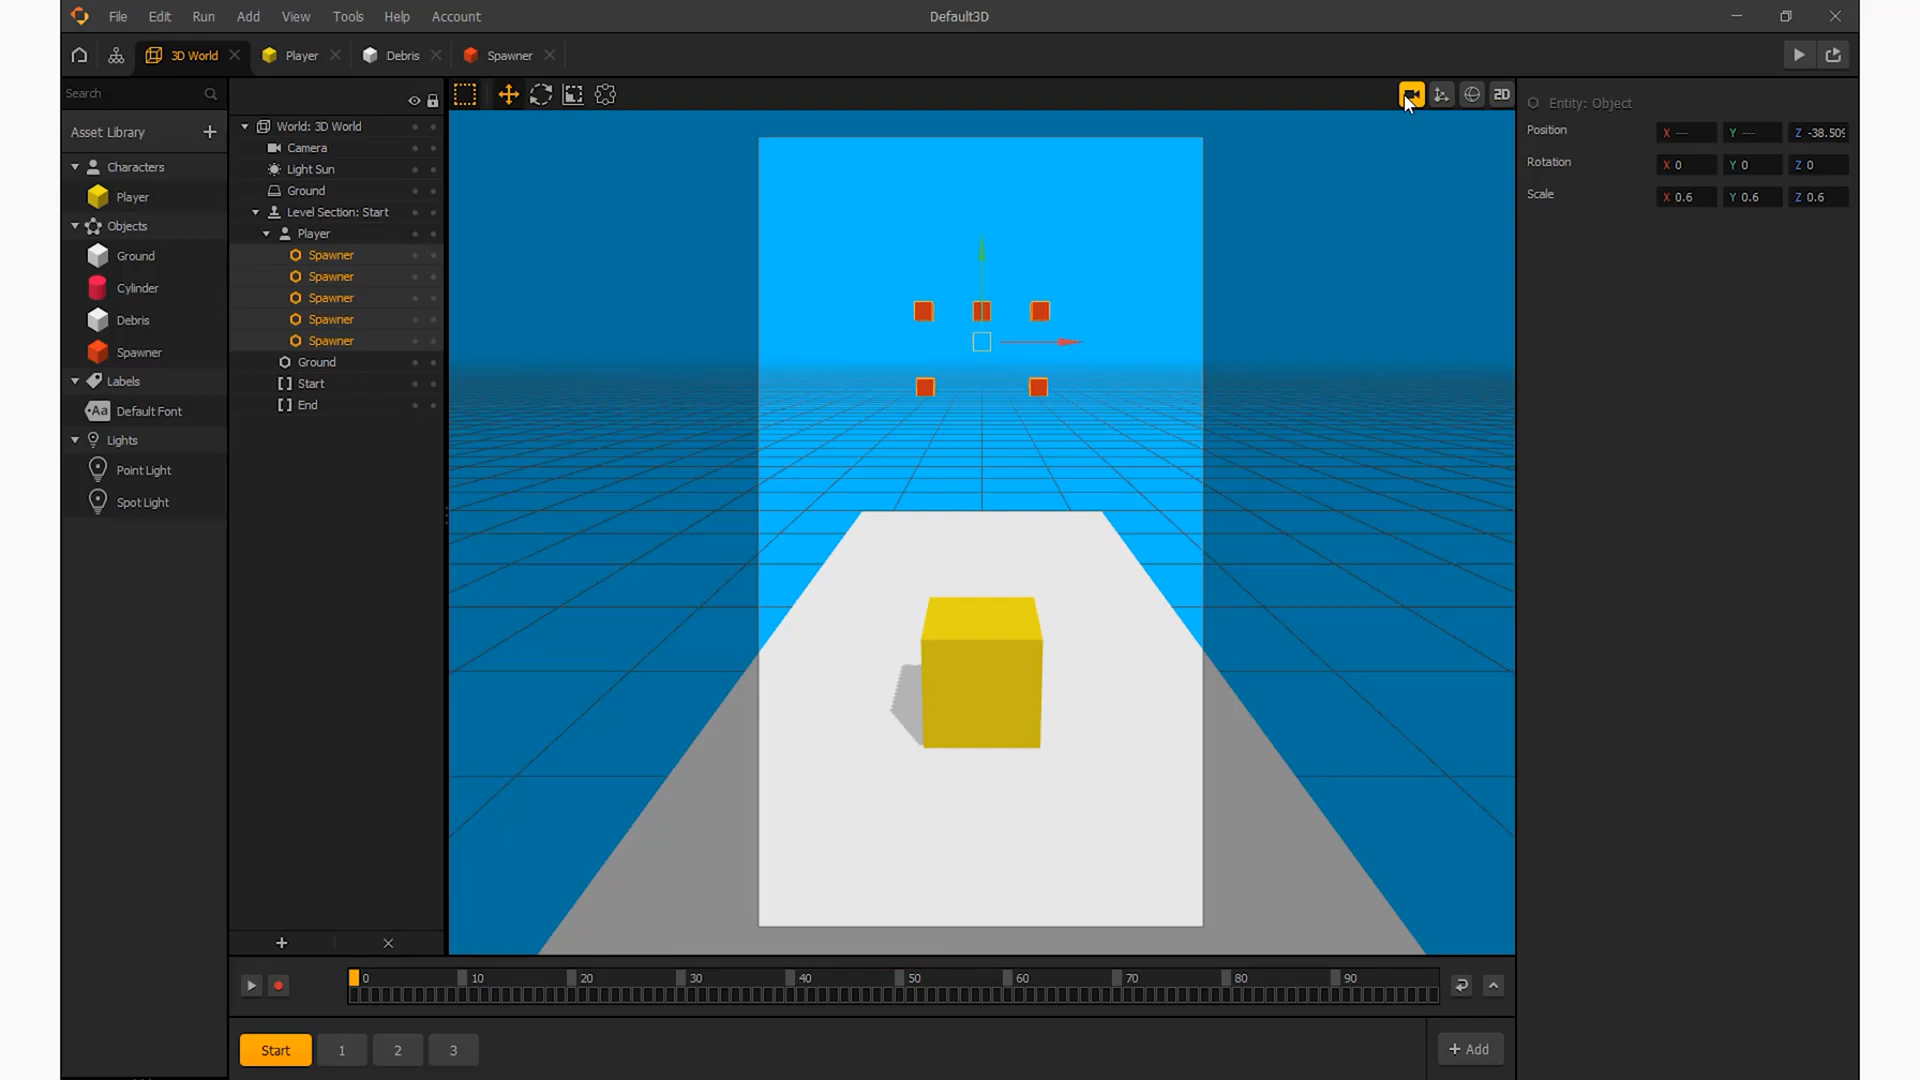 File Edit Run Add View Tools Help Account
Default3D
3D World
Player
Debris
Spawner
Search
Asset Library
Characters
Player
Objects
Ground
Cylinder
Debris
Spawner
Labels
Aa Default Font
Lights
Point Light
Spot Light
World: 3D World
Camera
Light Sun
Ground
Level Section: Start
Player
Spawner
Spawner
Spawner
Spawner
Spawner
Ground
Start
End
2D
Entity: Object
Position X --- Y --- Z -38.509
Rotation X 0 Y 0 Z 0
Scale X 0.6 Y 0.6 Z 0.6
0 10 20 30 40 50 60 70 80 90
Start 1 2 3
+ Add